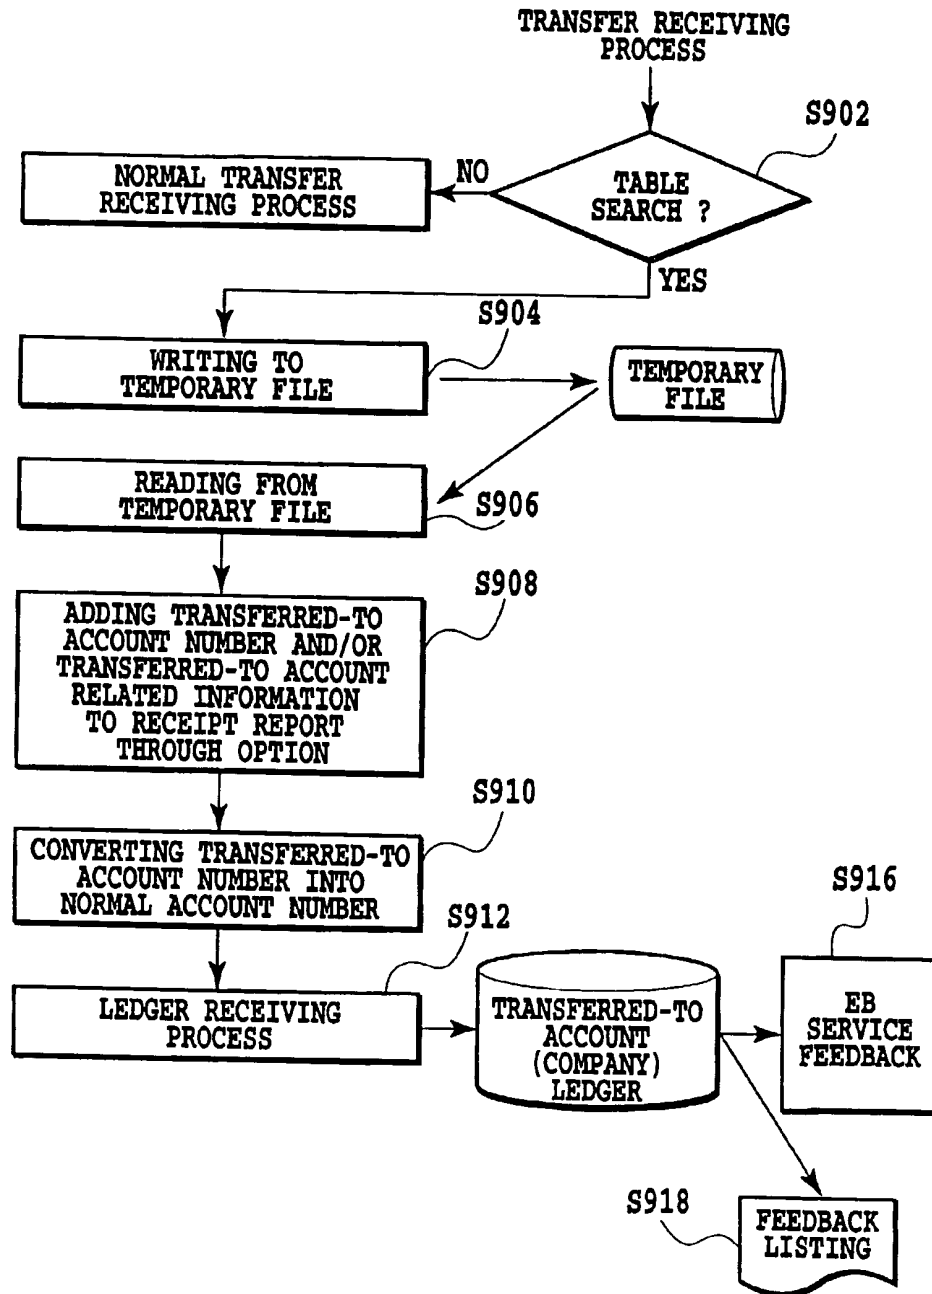 TRANSFER RECEIVING
PROCESS
S902
TABLE
SEARCH ?
NO
NORMAL TRANSFER
RECEIVING PROCESS
YES
S904
WRITING TO
TEMPORARY FILE
TEMPORARY
FILE
READING FROM
TEMPORARY FILE
S906
S908
ADDING TRANSFERRED-TO
ACCOUNT NUMBER AND/OR
TRANSFERRED-TO ACCOUNT
RELATED INFORMATION
TO RECEIPT REPORT
THROUGH OPTION
S910
CONVERTING TRANSFERRED-TO
ACCOUNT NUMBER INTO
NORMAL ACCOUNT NUMBER
S912
LEDGER RECEIVING
PROCESS
TRANSFERRED-TO
ACCOUNT
(COMPANY)
LEDGER
S916
EB
SERVICE
FEEDBACK
S918
FEEDBACK
LISTING